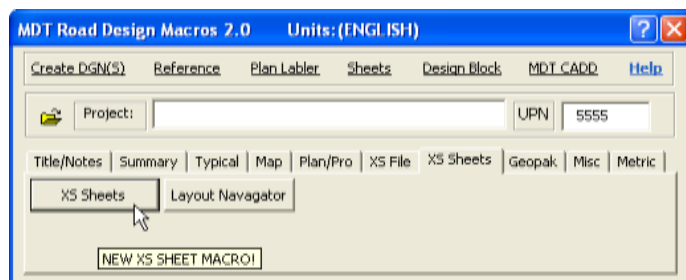 MDT Road Design Macros 2.0 Units:(ENGLISH)
Create DGN(S) Reference Plan Labler Sheets Design Block MDT CADD Help
Project: UPN 5555
Title/Notes Summary Typical Map Plan/Pro XS File XS Sheets Geopak Misc Metric
XS Sheets Layout Navagator
NEW XS SHEET MACRO!